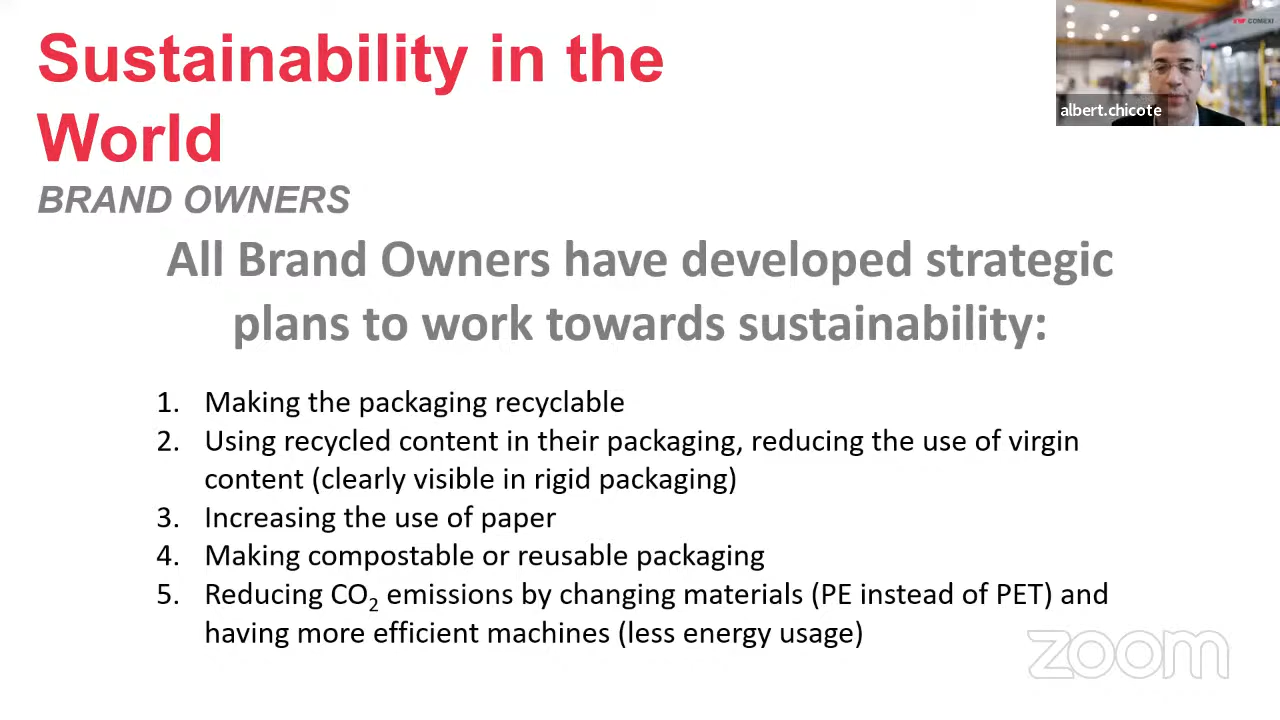 Sustainability in the
World
BRAND OWNERS
COMEXI
albert.chicote
All Brand Owners have developed strategic
plans to work towards sustainability:
1. Making the packaging recyclable
2. Using recycled content in their packaging, reducing the use of virgin
content (clearly visible in rigid packaging)
3. Increasing the use of paper
4. Making compostable or reusable packaging
5. Reducing CO₂ emissions by changing materials (PE instead of PET) and
having more efficient machines (less energy usage)
zoom